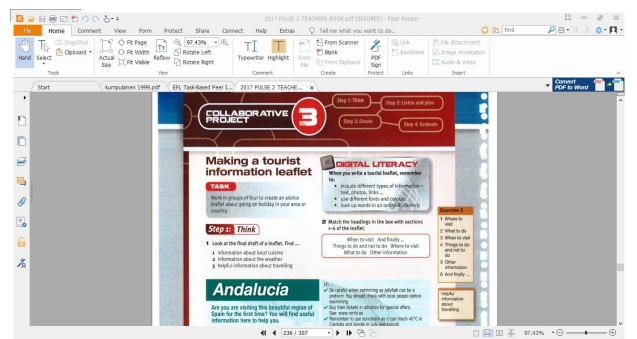 2017 PULSE 2 TEACHERS BOOK.pdf [SECURED] - Foxit Reader
File Home Comment View Form Protect Share Connect Help Extras Tell me what you want to do... Find
Hand
Select
SnapShot
Clipboard
Actual Size
Fit Page
Fit Width
Fit Visible
Reflow
97.43%
Rotate Left
Rotate Right
Typewriter
Highlight
From File
From Scanner
Blank
From Clipboard
PDF Sign
Link
Bookmark
File Attachment
Image Annotation
Audio & Video
Tools View Comment Create Protect Links Insert
Start kumpulainen 1999.pdf EFL Task-Based Peer I... 2017 PULSE 2 TEACHE...
Convert
PDF to Word
COLLABORATIVE
PROJECT
3
Step 1: Think
Step 2: Listen and plan
Step 3: Create
Step 4: Evaluate
Making a tourist
information leaflet
TASK
Work in groups of four to create an advice
leaflet about going on holiday in your area or
country.
Step 1: Think
1 Look at the final draft of a leaflet. Find ...
1 information about local cuisine
2 information about the weather
3 helpful information about travelling
DIGITAL LITERACY
When you write a tourist leaflet, remember
to:
• include different types of information –
text, photos, links ...
• use different fonts and colours.
• look up words in an online dictionary.
2 Match the headings in the box with sections
1–6 of the leaflet.
When to visit And finally ...
Things to do and not to do Where to visit
What to do Other information
Exercise 2
1 Where to
visit
2 What to do
3 When to visit
4 Things to do
and not to
do
5 Other
information
6 And finally ...
Andalucía
Are you are visiting this beautiful region of
Spain for the first time? You will find useful
information here to help you.
(4)
✔ Be careful when swimming as jellyfish can be a
problem. You should check with local people before
swimming.
✔ Buy train tickets in advance for special offers.
See: www.renfe.es
✔ Remember to use sunscreen as it can reach 45°C in
Córdoba and Seville in July and August.
helpful
information
about
travelling
236 / 307
97.43%